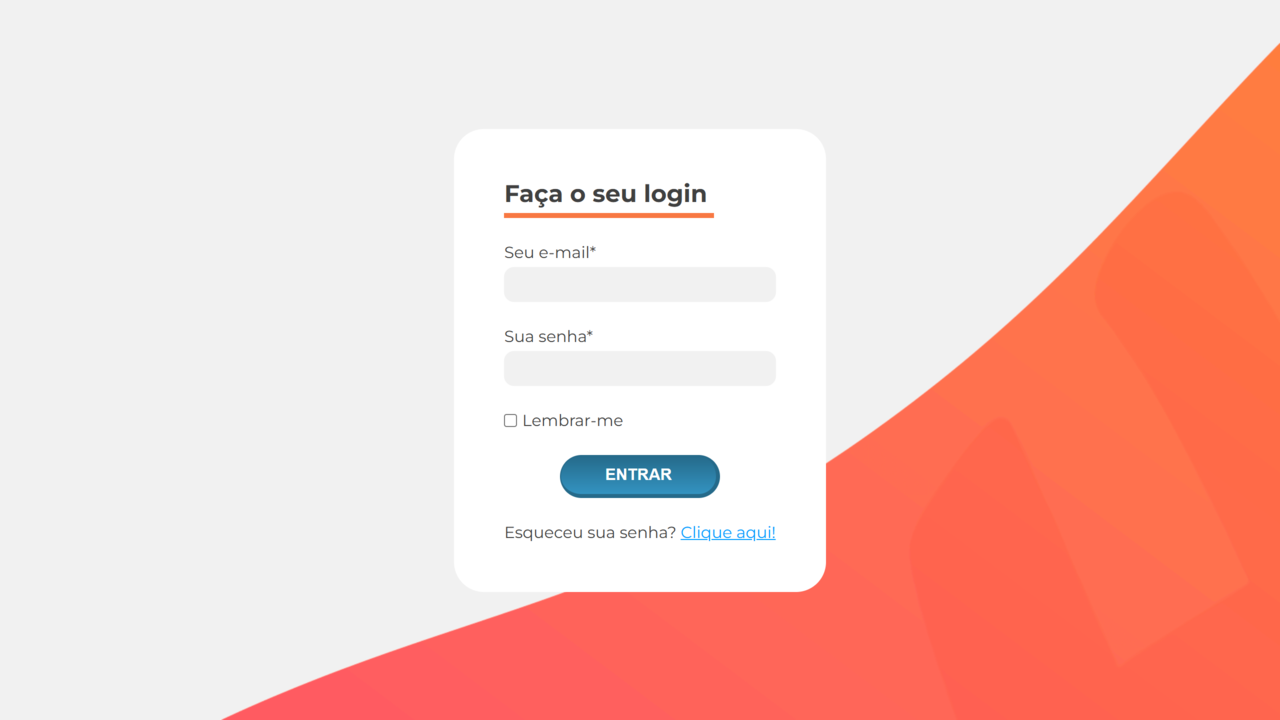 Faça o seu login
Seu e-mail*
Sua senha*
Lembrar-me
ENTRAR
Esqueceu sua senha? Clique aqui!